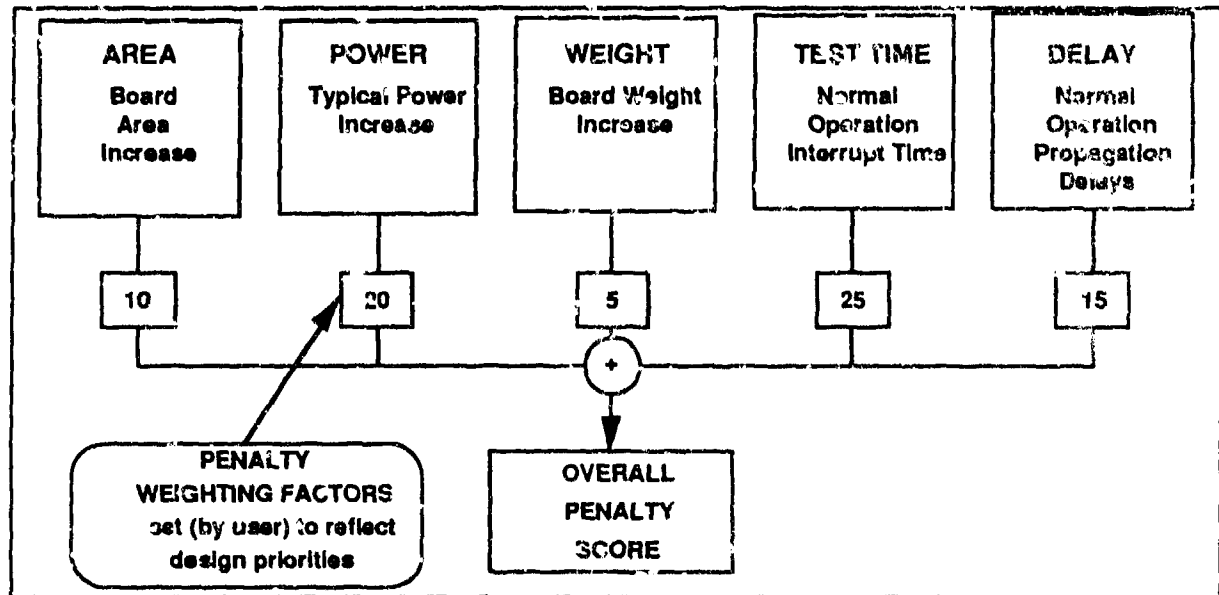 AREA
Board
Area
Increase
POWER
Typical Power
Increase
WEIGHT
Board Weight
Increase
TEST TIME
Normal
Operation
Interrupt Time
DELAY
Normal
Operation
Propagation
Delays
10
20
5
25
15
+
PENALTY
WEIGHTING FACTORS
set (by user) to reflect
design priorities
OVERALL
PENALTY
SCORE